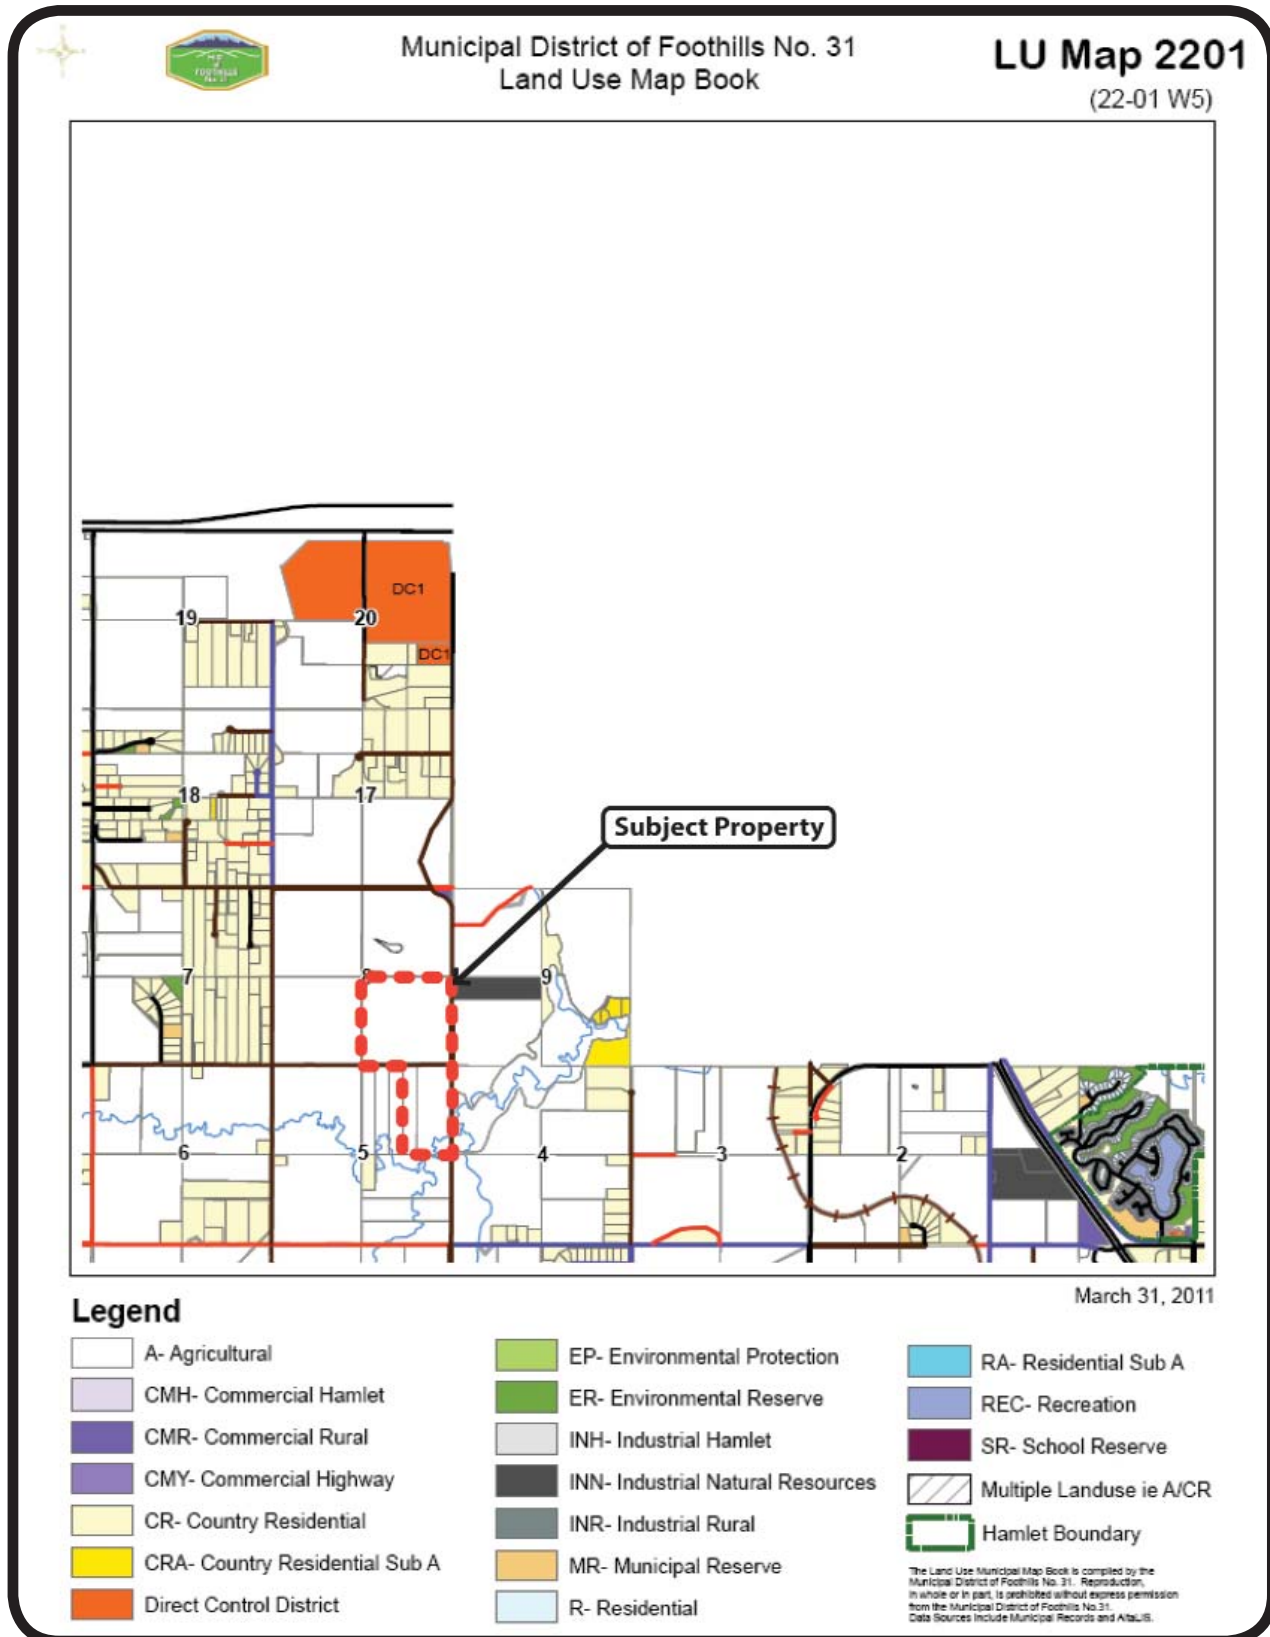 Municipal District of Foothills No. 31
Land Use Map Book
LU Map 2201
(22-01 W5)
FOOTHILLS
DC1
19
20
DC1
18
17
Subject Property
7
8
9
6
5
4
3
2
March 31, 2011
Legend
A- Agricultural
CMH- Commercial Hamlet
CMR- Commercial Rural
CMY- Commercial Highway
CR- Country Residential
CRA- Country Residential Sub A
Direct Control District
EP- Environmental Protection
ER- Environmental Reserve
INH- Industrial Hamlet
INN- Industrial Natural Resources
INR- Industrial Rural
MR- Municipal Reserve
R- Residential
RA- Residential Sub A
REC- Recreation
SR- School Reserve
Multiple Landuse ie A/CR
Hamlet Boundary
The Land Use Municipal Map Book is compiled by the
Municipal District of Foothills No. 31. Reproduction,
in whole or in part, is prohibited without express permission
from the Municipal District of Foothills No.31.
Data Sources Include Municipal Records and AltaLIS.